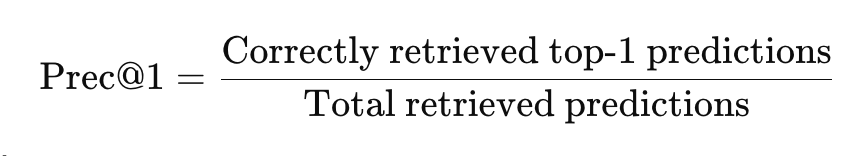 Prec@1 = Correctly retrieved top-1 predictions
Total retrieved predictions